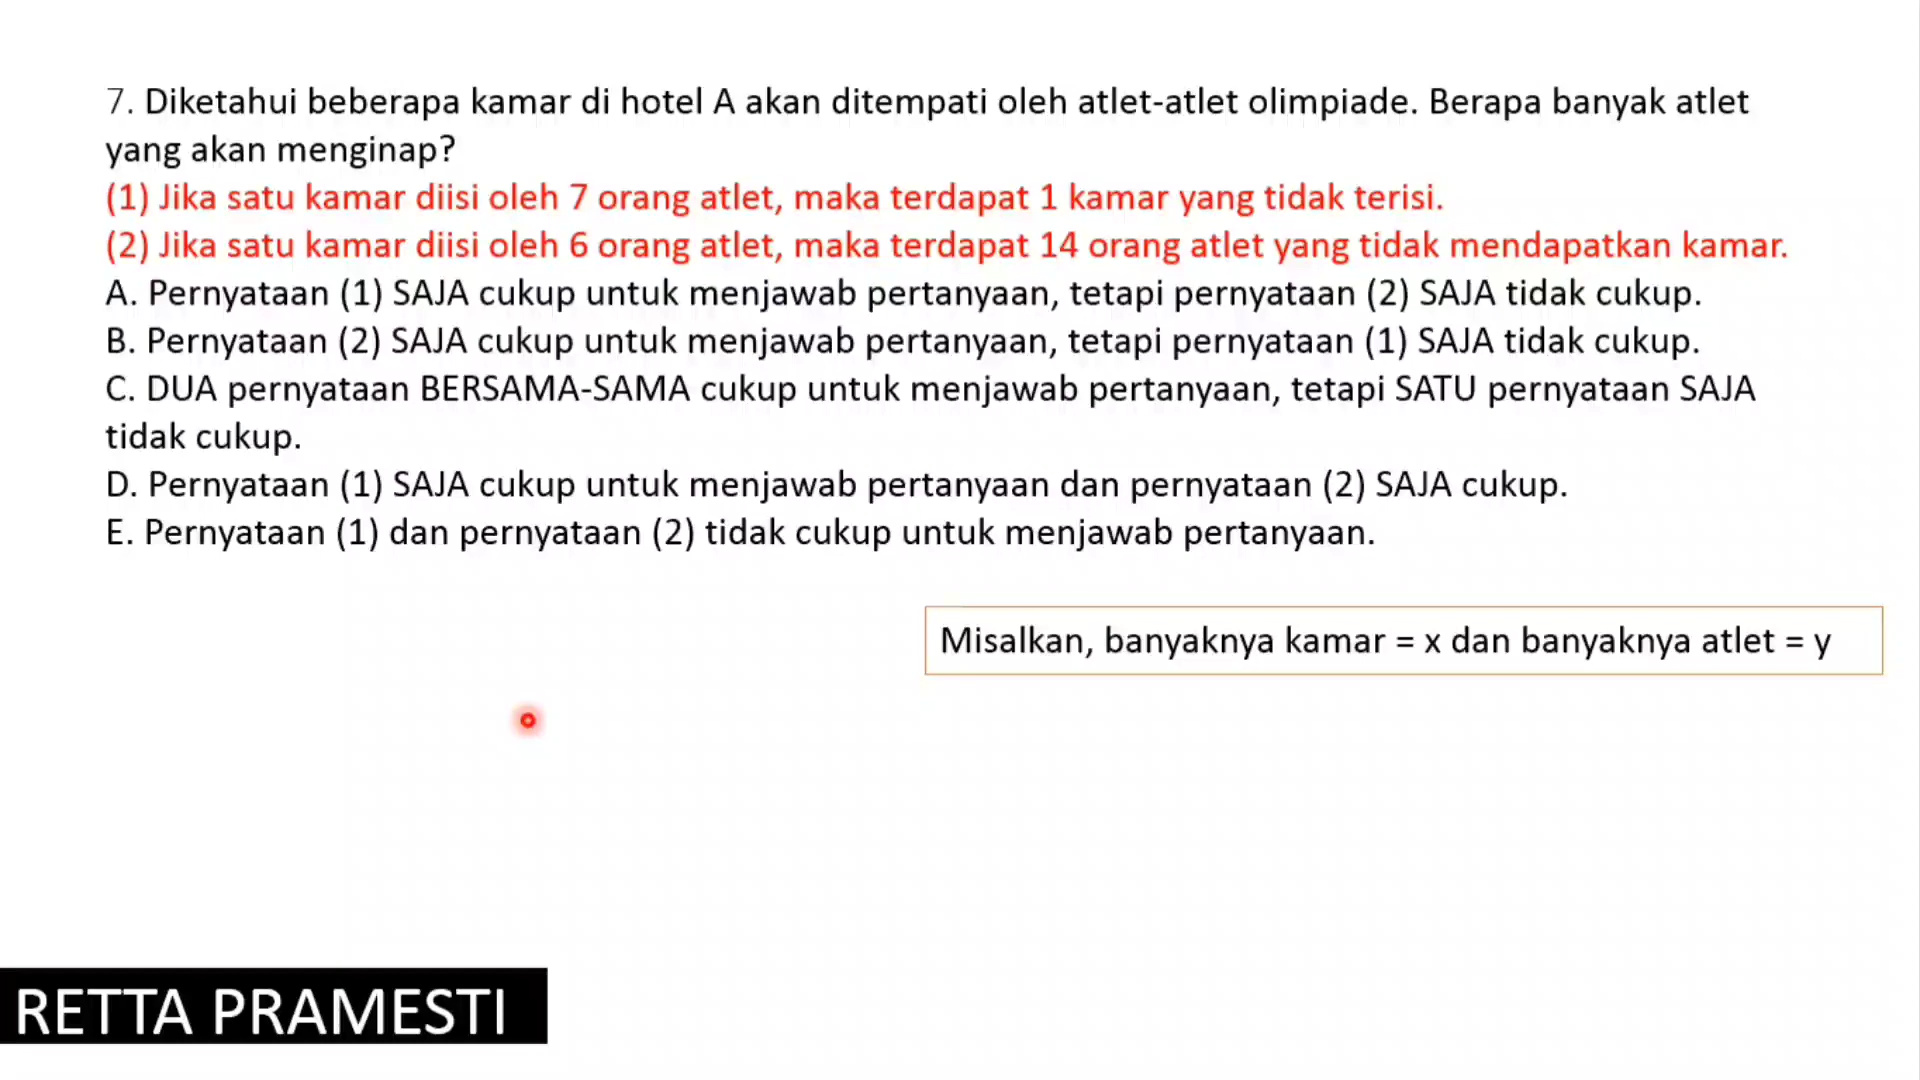 7. Diketahui beberapa kamar di hotel A akan ditempati oleh atlet-atlet olimpiade. Berapa banyak atlet
yang akan menginap?
(1) Jika satu kamar diisi oleh 7 orang atlet, maka terdapat 1 kamar yang tidak terisi.
(2) Jika satu kamar diisi oleh 6 orang atlet, maka terdapat 14 orang atlet yang tidak mendapatkan kamar.
A. Pernyataan (1) SAJA cukup untuk menjawab pertanyaan, tetapi pernyataan (2) SAJA tidak cukup.
B. Pernyataan (2) SAJA cukup untuk menjawab pertanyaan, tetapi pernyataan (1) SAJA tidak cukup.
C. DUA pernyataan BERSAMA-SAMA cukup untuk menjawab pertanyaan, tetapi SATU pernyataan SAJA
tidak cukup.
D. Pernyataan (1) SAJA cukup untuk menjawab pertanyaan dan pernyataan (2) SAJA cukup.
E. Pernyataan (1) dan pernyataan (2) tidak cukup untuk menjawab pertanyaan.
Misalkan, banyaknya kamar = x dan banyaknya atlet = y
RETTA PRAMESTI